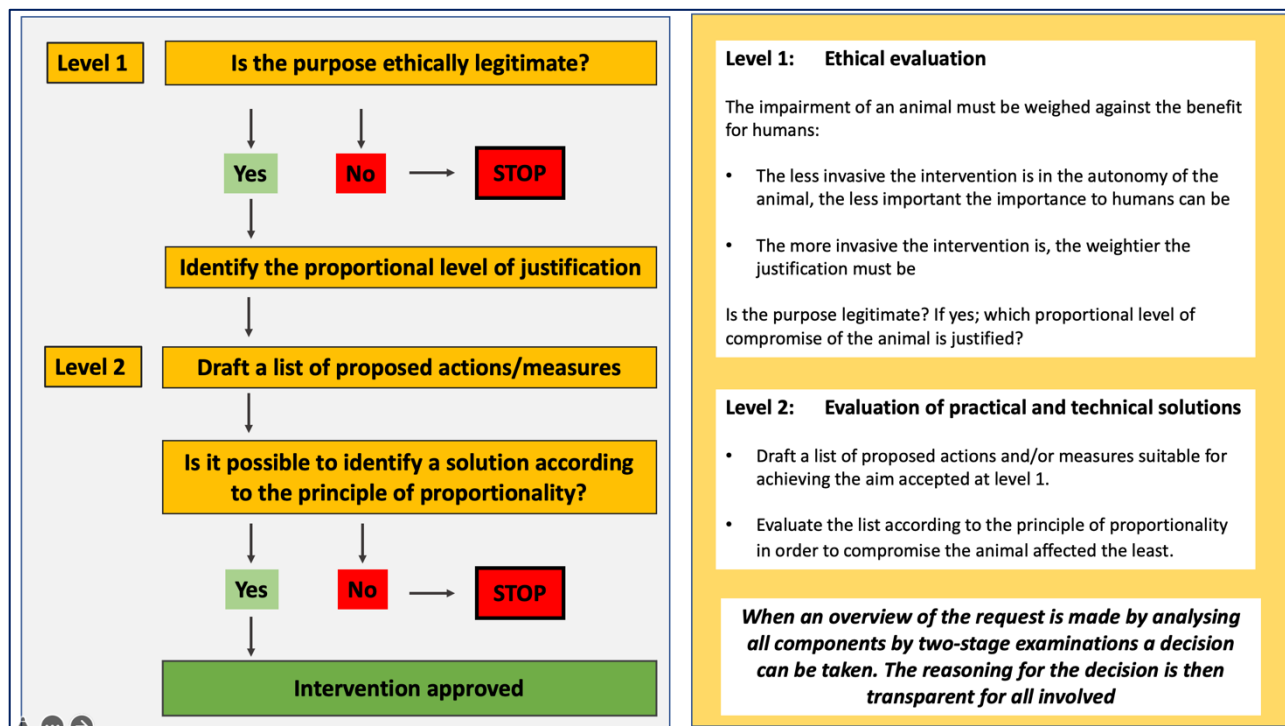 Level 1
Is the purpose ethically legitimate?
Yes
No
STOP
Identify the proportional level of justification
Level 2
Draft a list of proposed actions/measures
Is it possible to identify a solution according
to the principle of proportionality?
Yes
No
STOP
Intervention approved
Level 1: Ethical evaluation
The impairment of an animal must be weighed against the benefit
for humans:
• The less invasive the intervention is in the autonomy of the
animal, the less important the importance to humans can be
• The more invasive the intervention is, the weightier the
justification must be
Is the purpose legitimate? If yes; which proportional level of
compromise of the animal is justified?
Level 2: Evaluation of practical and technical solutions
• Draft a list of proposed actions and/or measures suitable for
achieving the aim accepted at level 1.
• Evaluate the list according to the principle of proportionality
in order to compromise the animal affected the least.
When an overview of the request is made by analysing
all components by two-stage examinations a decision
can be taken. The reasoning for the decision is then
transparent for all involved